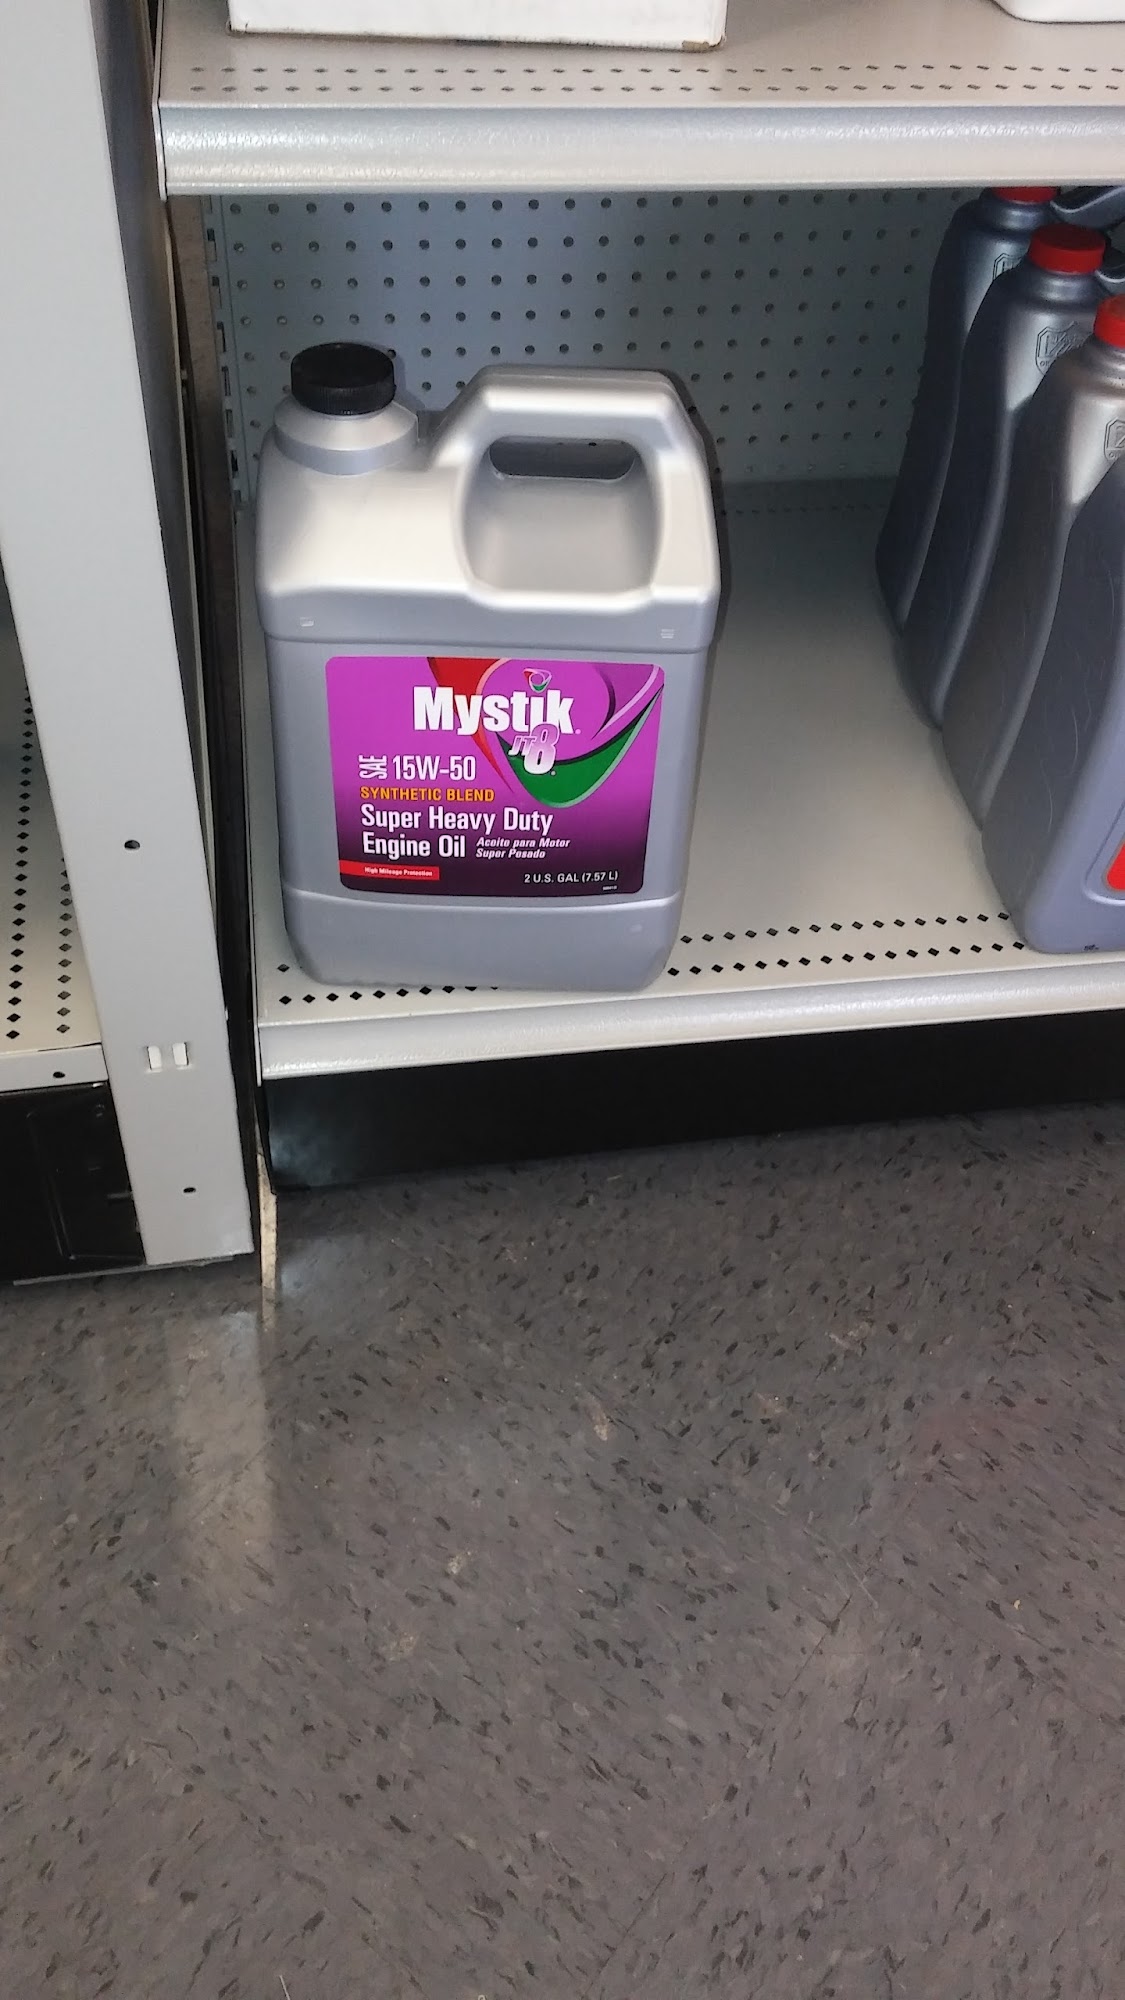 Mystik
JT8
SAE 15W-50
SYNTHETIC BLEND
Super Heavy Duty
Engine Oil Aceite para Motor
Super Pesado
High Mileage Protection
2 U.S. GAL (7.57 L)